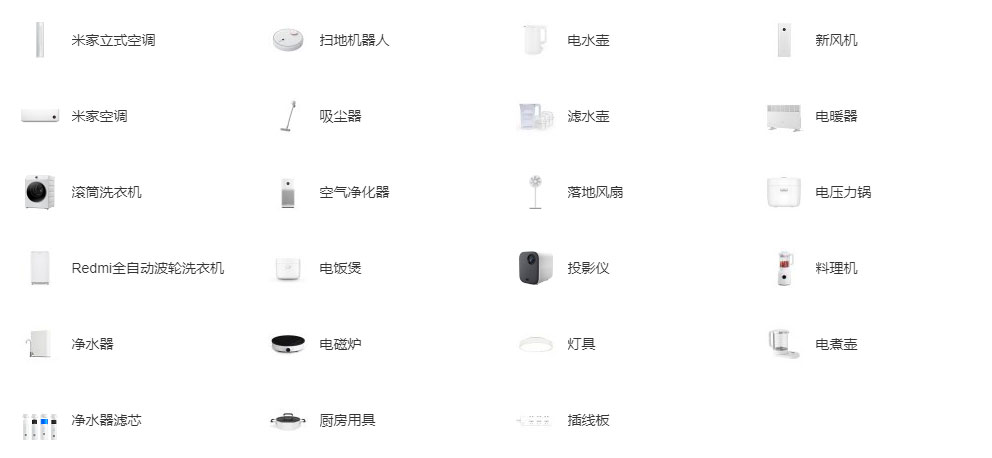 米家立式空调
扫地机器人
电水壶
新风机
米家空调
吸尘器
滤水壶
电暖器
滚筒洗衣机
空气净化器
落地风扇
电压力锅
Redmi全自动波轮洗衣机
电饭煲
投影仪
料理机
净水器
电磁炉
灯具
电煮壶
净水器滤芯
厨房用具
插线板